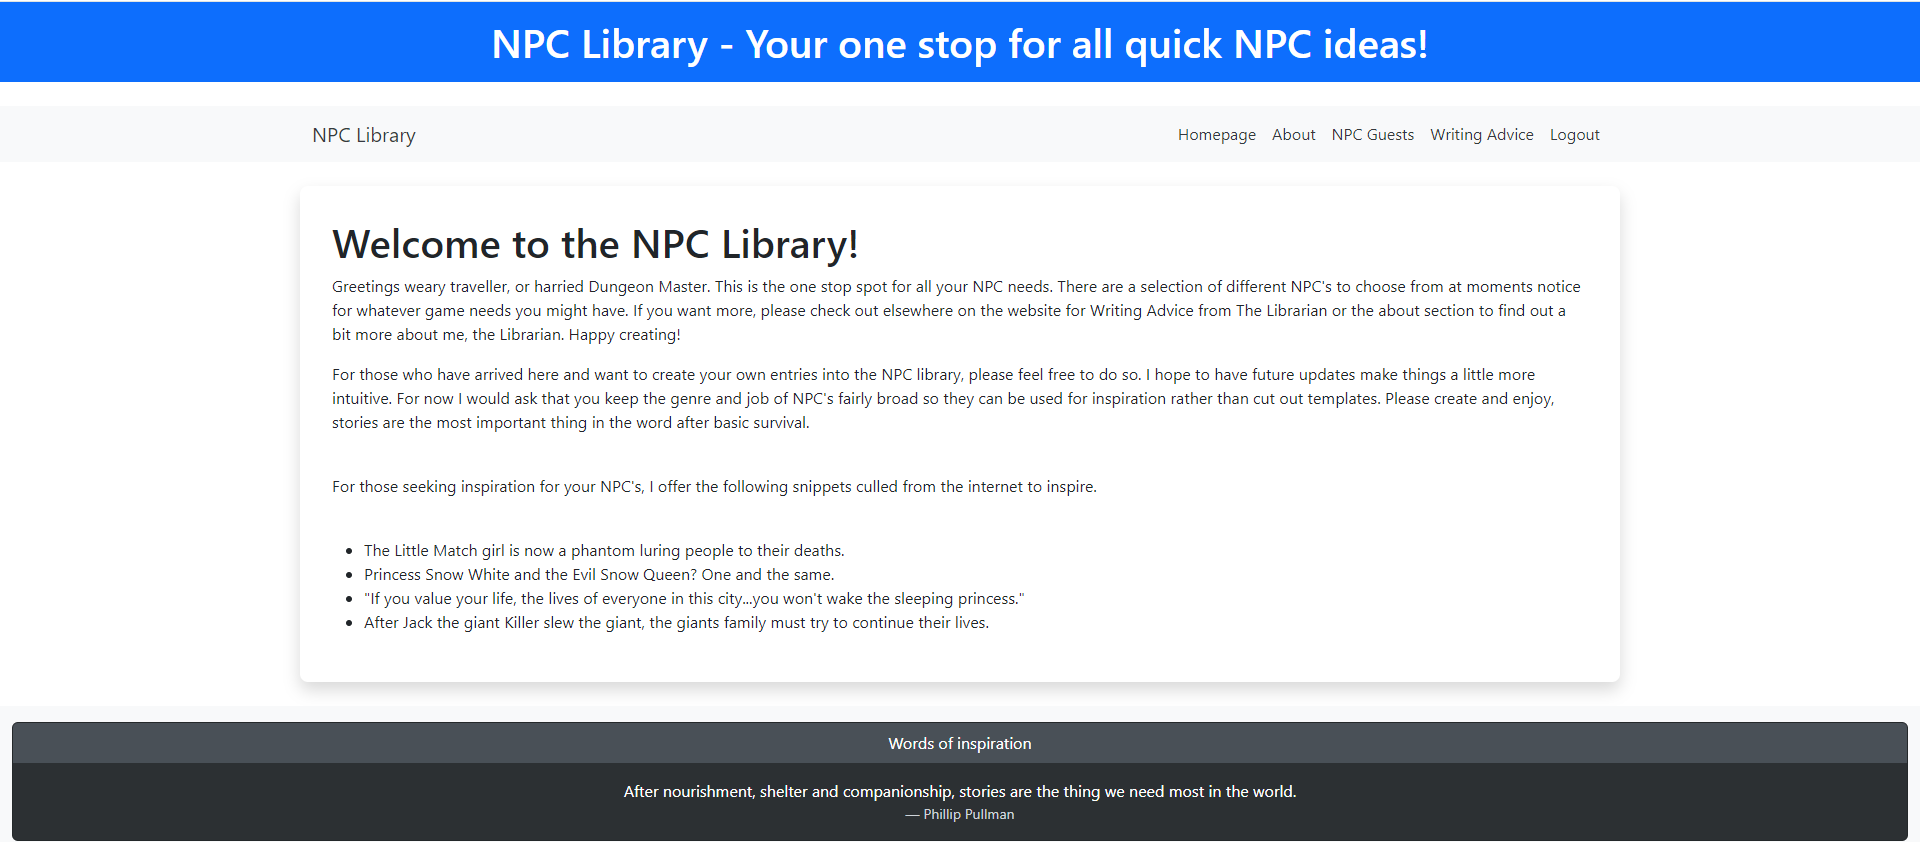 NPC Library - Your one stop for all quick NPC ideas!
NPC Library
Homepage About NPC Guests Writing Advice Logout
Welcome to the NPC Library!
Greetings weary traveller, or harried Dungeon Master. This is the one stop spot for all your NPC needs. There are a selection of different NPC's to choose from at moments notice
for whatever game needs you might have. If you want more, please check out elsewhere on the website for Writing Advice from The Librarian or the about section to find out a
bit more about me, the Librarian. Happy creating!
For those who have arrived here and want to create your own entries into the NPC library, please feel free to do so. I hope to have future updates make things a little more
intuitive. For now I would ask that you keep the genre and job of NPC's fairly broad so they can be used for inspiration rather than cut out templates. Please create and enjoy,
stories are the most important thing in the word after basic survival.
For those seeking inspiration for your NPC's, I offer the following snippets culled from the internet to inspire.
• The Little Match girl is now a phantom luring people to their deaths.
• Princess Snow White and the Evil Snow Queen? One and the same.
• "If you value your life, the lives of everyone in this city...you won't wake the sleeping princess."
• After Jack the giant Killer slew the giant, the giants family must try to continue their lives.
Words of inspiration
After nourishment, shelter and companionship, stories are the thing we need most in the world.
— Phillip Pullman